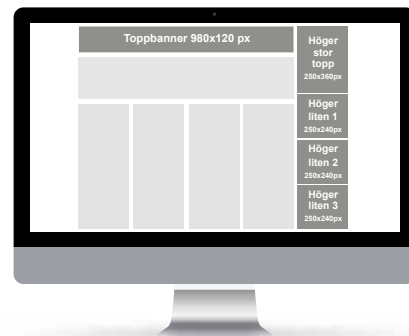 Toppbanner 980x120 px
Höger
stor
topp
250x360px
Höger
liten 1
250x240px
Höger
liten 2
250x240px
Höger
liten 3
250x240px